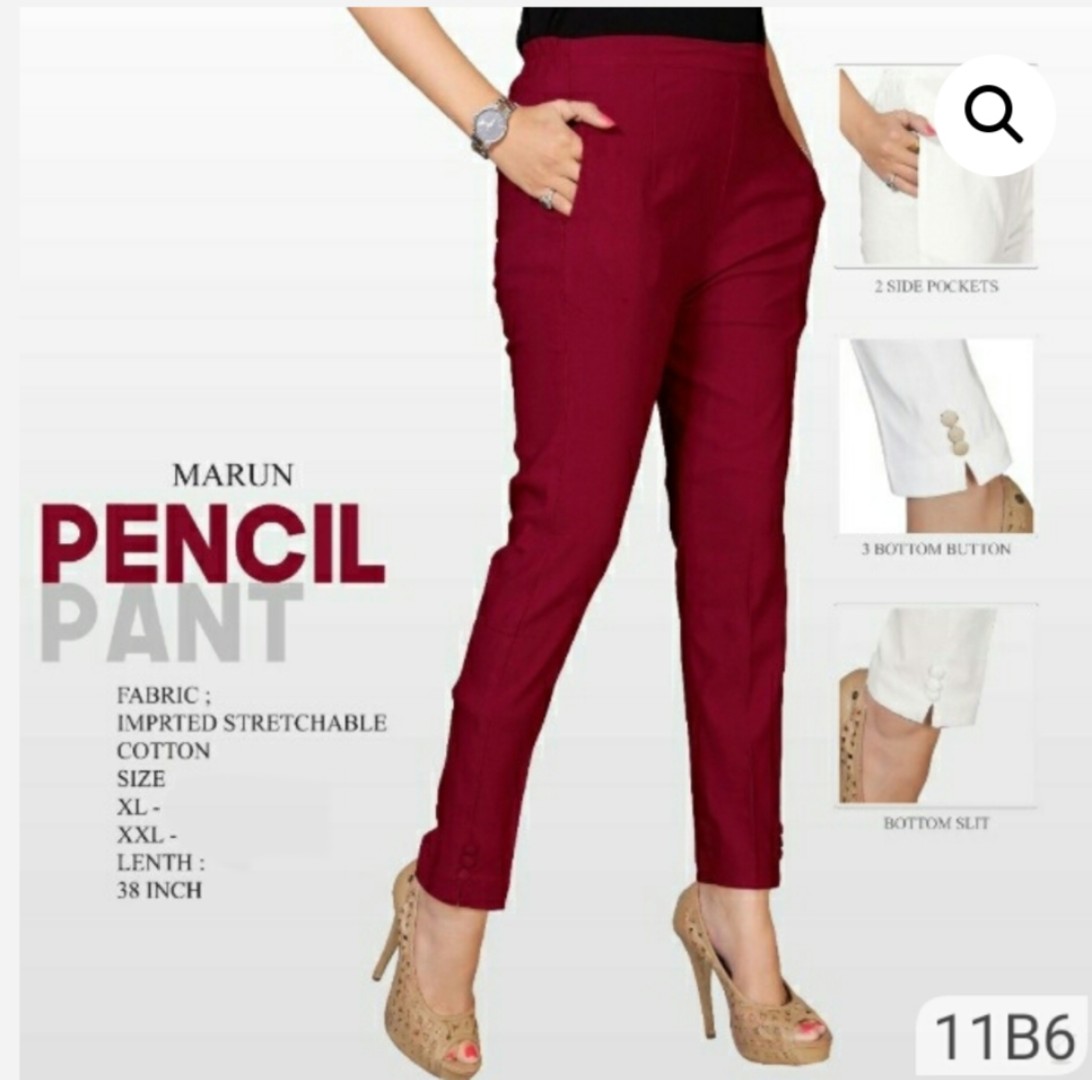 MARUN
PENCIL
PANT
FABRIC ;
IMPRTED STRETCHABLE
COTTON
SIZE
XL -
XXL -
LENTH :
38 INCH
2 SIDE POCKETS
3 BOTTOM BUTTON
BOTTOM SLIT
11B6